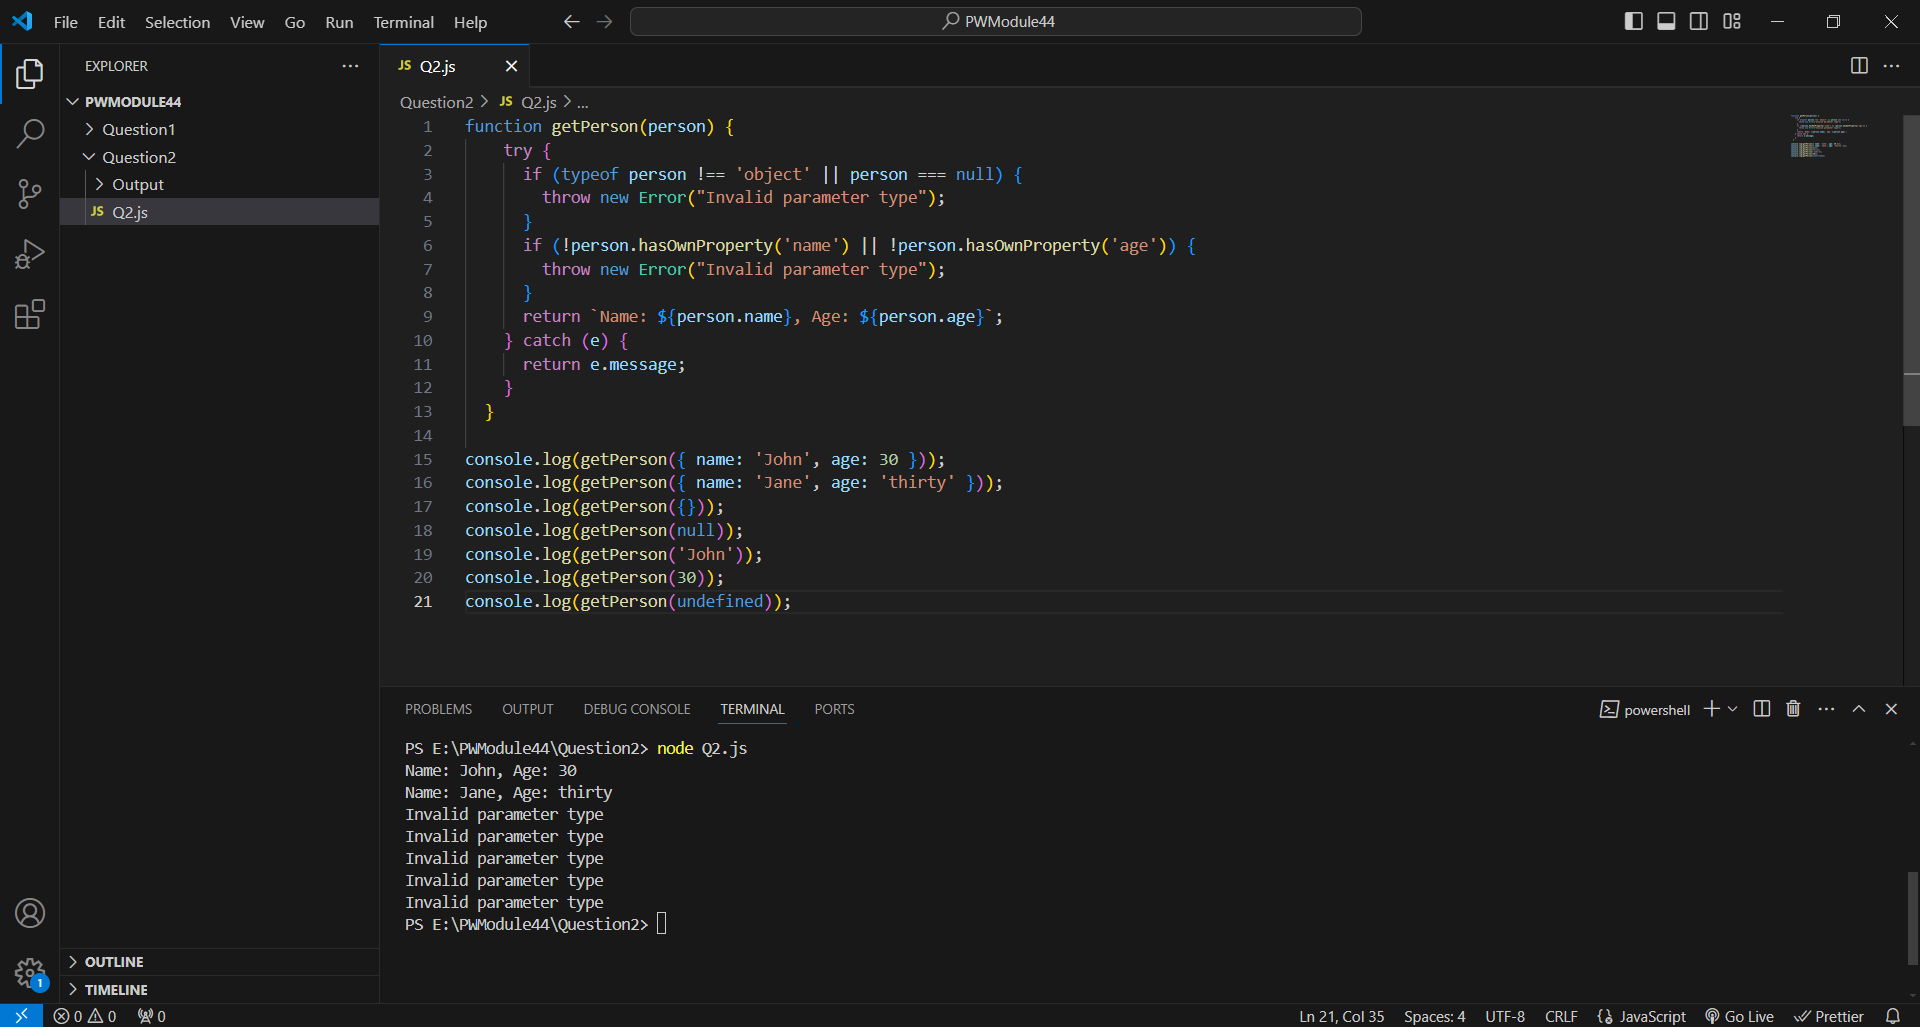 File Edit Selection View Go Run Terminal Help
PWModule44
EXPLORER
PWMODULE44
Question1
Question2
Output
JS Q2.js
JS Q2.js
Question2 > JS Q2.js > ...
1 function getPerson(person) {
2 try {
3 if (typeof person !== 'object' || person === null) {
4 throw new Error("Invalid parameter type");
5 }
6 if (!person.hasOwnProperty('name') || !person.hasOwnProperty('age')) {
7 throw new Error("Invalid parameter type");
8 }
9 return `Name: ${person.name}, Age: ${person.age}`;
10 } catch (e) {
11 return e.message;
12 }
13 }
14
15 console.log(getPerson({ name: 'John', age: 30 }));
16 console.log(getPerson({ name: 'Jane', age: 'thirty' }));
17 console.log(getPerson({}));
18 console.log(getPerson(null));
19 console.log(getPerson('John'));
20 console.log(getPerson(30));
21 console.log(getPerson(undefined));
PROBLEMS OUTPUT DEBUG CONSOLE TERMINAL PORTS
powershell
PS E:\PWModule44\Question2> node Q2.js
Name: John, Age: 30
Name: Jane, Age: thirty
Invalid parameter type
Invalid parameter type
Invalid parameter type
Invalid parameter type
Invalid parameter type
PS E:\PWModule44\Question2>
OUTLINE
TIMELINE
1
0 0 0
Ln 21, Col 35 Spaces: 4 UTF-8 CRLF JavaScript Go Live Prettier